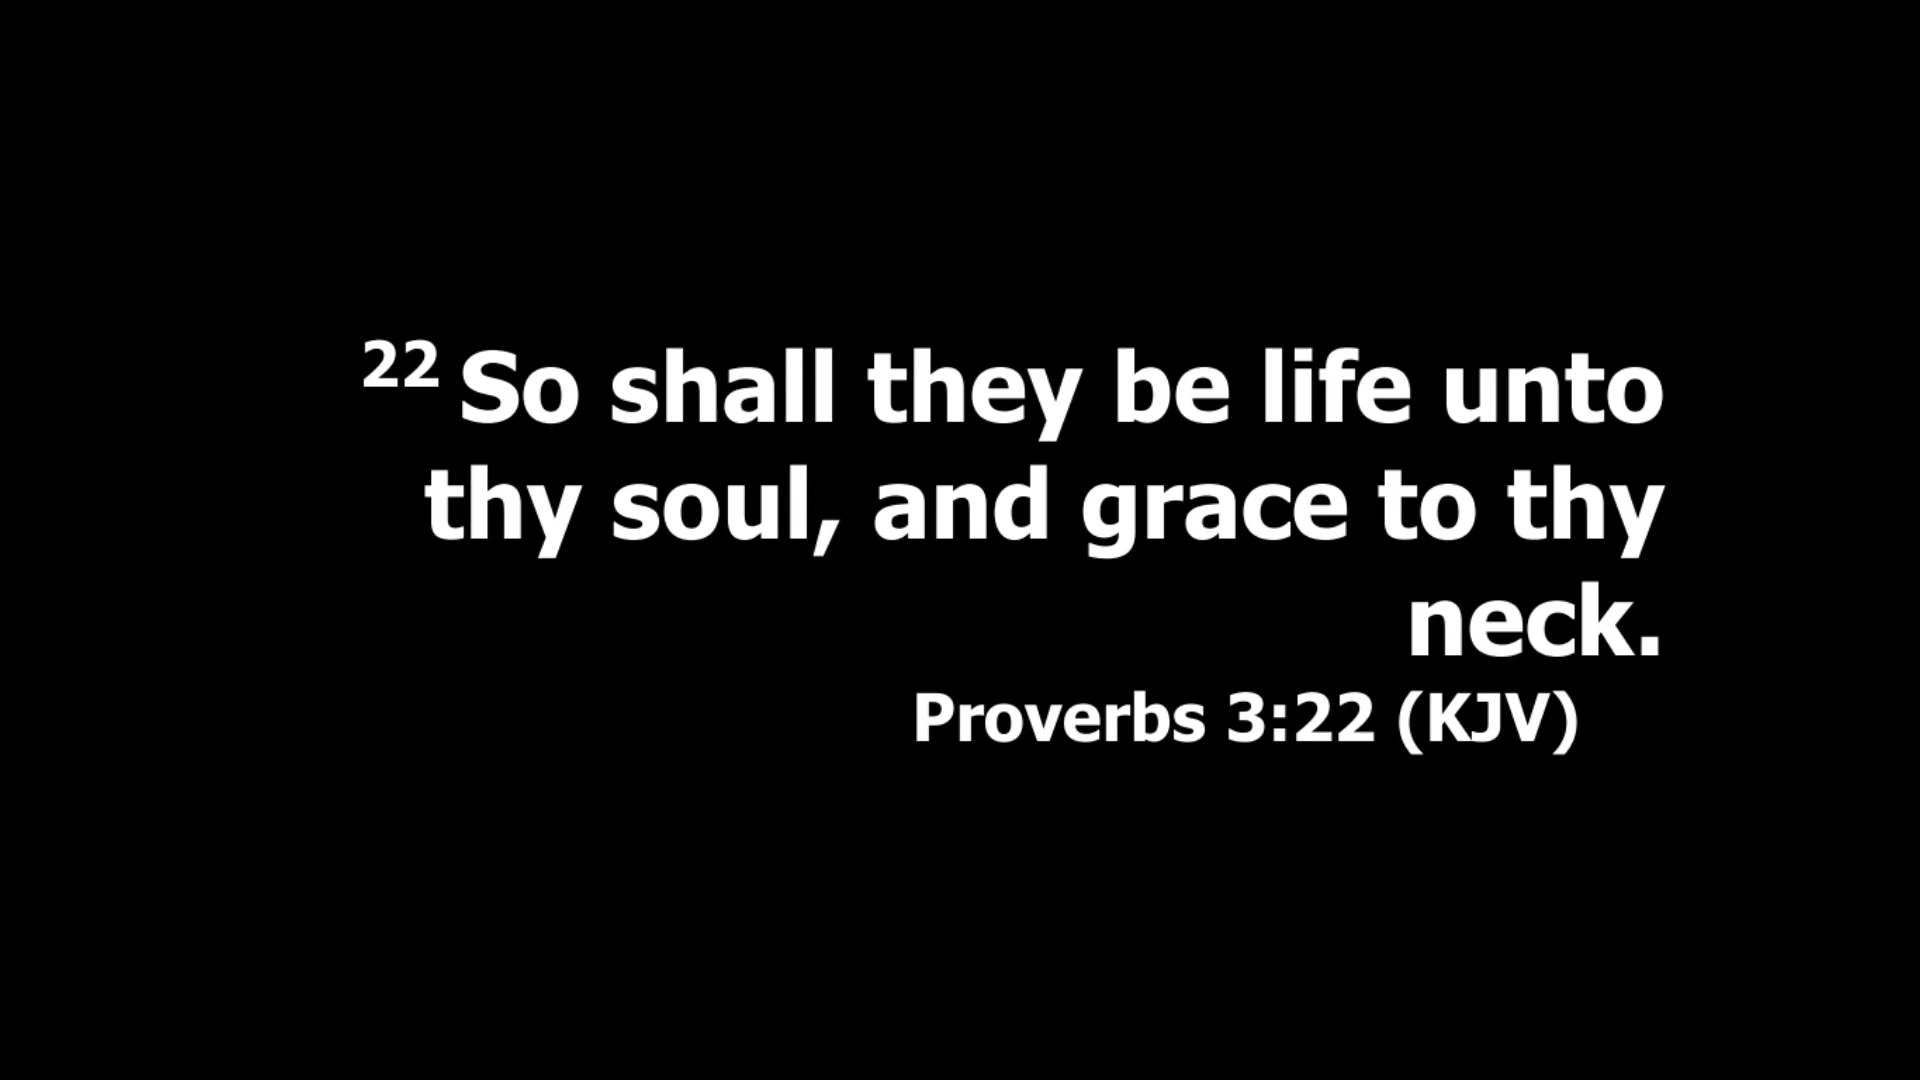 22 So shall they be life unto
thy soul, and grace to thy
neck.
Proverbs 3:22 (KJV)